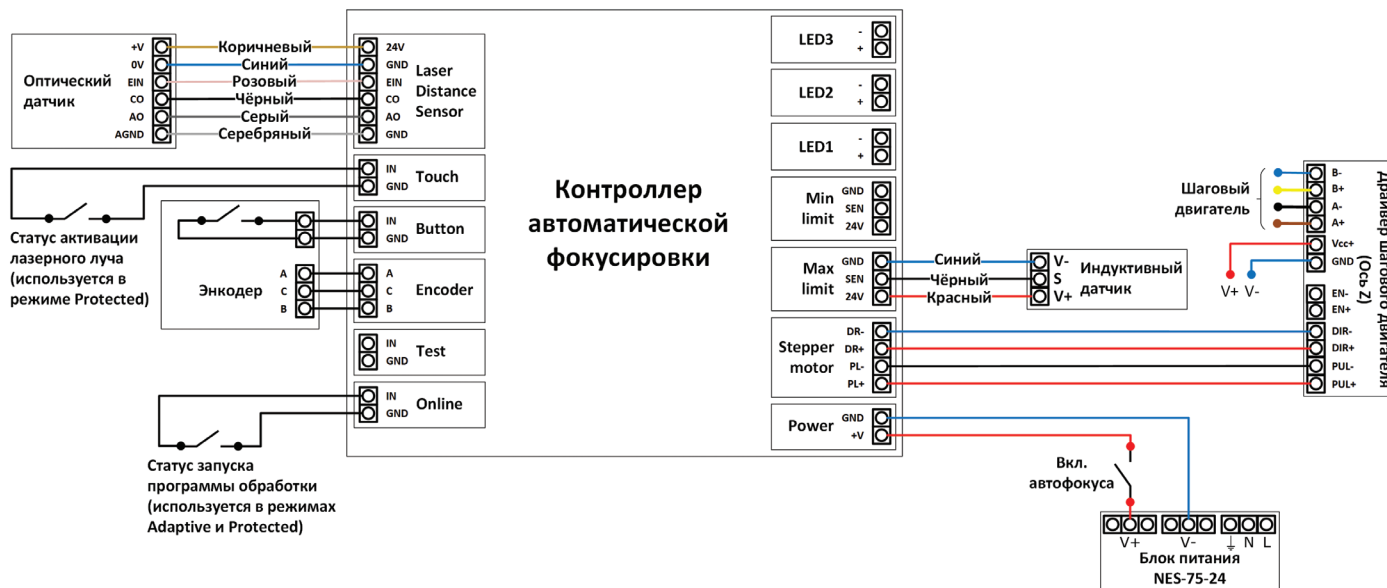 Оптический
датчик
+V
0V
EIN
CO
AO
AGND
Коричневый
Синий
Розовый
Чёрный
Серый
Серебряный
24V
GND
EIN
CO
AO
GND
Laser
Distance
Sensor
IN
GND
Touch
Статус активации
лазерного луча
(используется в
режиме Protected)
IN
GND
Button
Энкодер
A
C
B
A
C
B
Encoder
IN
GND
Test
IN
GND
Online
Статус запуска
программы обработки
(используется в режимах
Adaptive и Protected)
Контроллер
автоматической
фокусировки
LED3
-
+
LED2
-
+
LED1
-
+
Min
limit
GND
SEN
24V
Max
limit
GND
SEN
24V
Синий
Чёрный
Красный
V-
S
V+
Индуктивный
датчик
Stepper
motor
DR-
DR+
PL-
PL+
Power
GND
+V
Вкл.
автофокуса
V+
V-
N
L
Блок питания
NES-75-24
Шаговый
двигатель
V+
V-
B-
B+
A-
A+
Vcc+
GND
EN-
EN+
DIR-
DIR+
PUL-
PUL+
Драйвер шагового двигателя
(Ось Z)